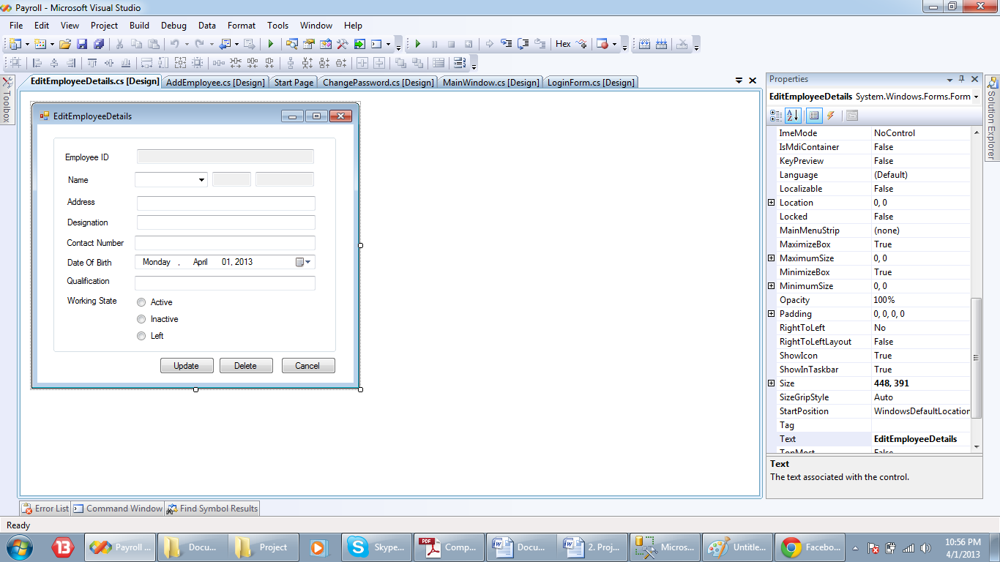 Payroll - Microsoft Visual Studio
File Edit View Project Build Debug Data Format Tools Window Help
Hex
EditEmployeeDetails.cs [Design] AddEmployee.cs [Design] Start Page ChangePassword.cs [Design] MainWindow.cs [Design] LoginForm.cs [Design]
Toolbox
EditEmployeeDetails
Employee ID
Name
Address
Designation
Contact Number
Date Of Birth Monday , April 01, 2013
Qualification
Working State Active
Inactive
Left
Update Delete Cancel
Properties
EditEmployeeDetails System.Windows.Forms.Form
ImeMode NoControl
IsMdiContainer False
KeyPreview False
Language (Default)
Localizable False
Location 0, 0
Locked False
MainMenuStrip (none)
MaximizeBox True
MaximumSize 0, 0
MinimizeBox True
MinimumSize 0, 0
Opacity 100%
Padding 0, 0, 0, 0
RightToLeft No
RightToLeftLayout False
ShowIcon True
ShowInTaskbar True
Size 448, 391
SizeGripStyle Auto
StartPosition WindowsDefaultLocation
Tag
Text EditEmployeeDetails
TopMost False
Text
The text associated with the control.
Solution Explorer
Error List Command Window Find Symbol Results
Ready
13 Payroll ... Docu... Project Skype... PDF Comp... Docu... 2. Proj... Micros... Untitle... Facebo...
10:56 PM
4/1/2013